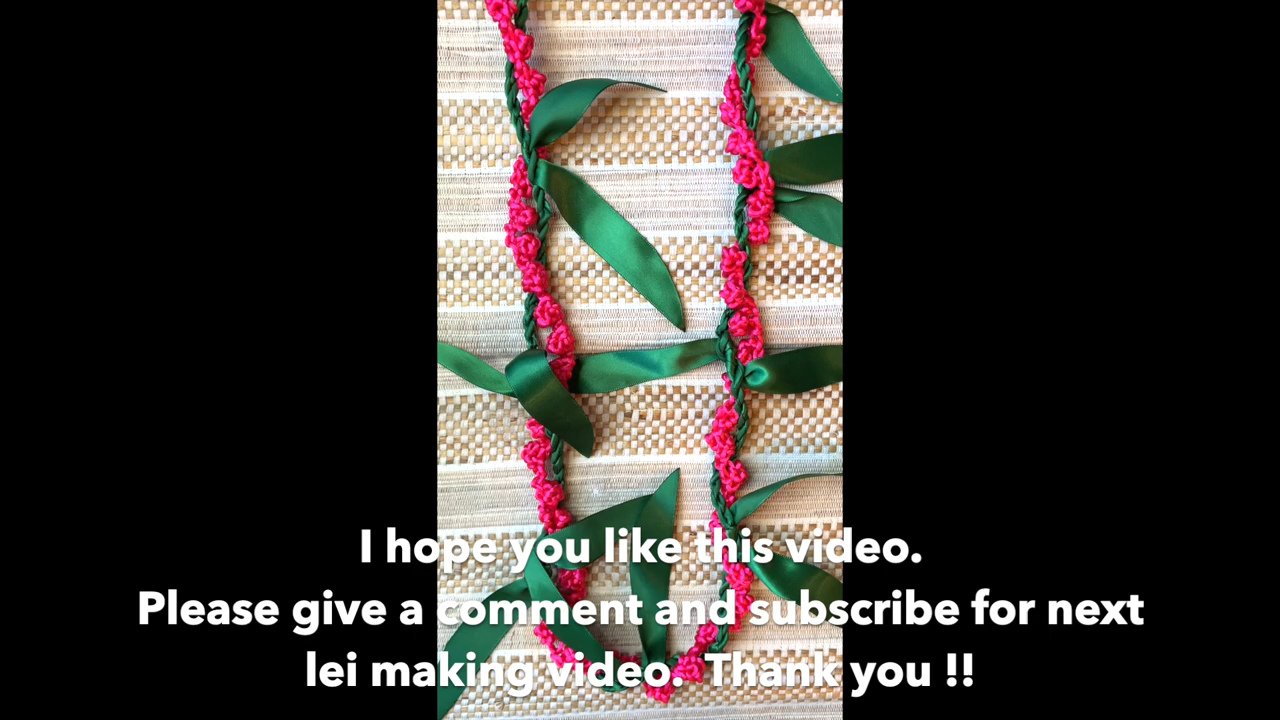 I hope you like this video.
Please give a comment and subscribe for next
lei making video.  Thank you !!